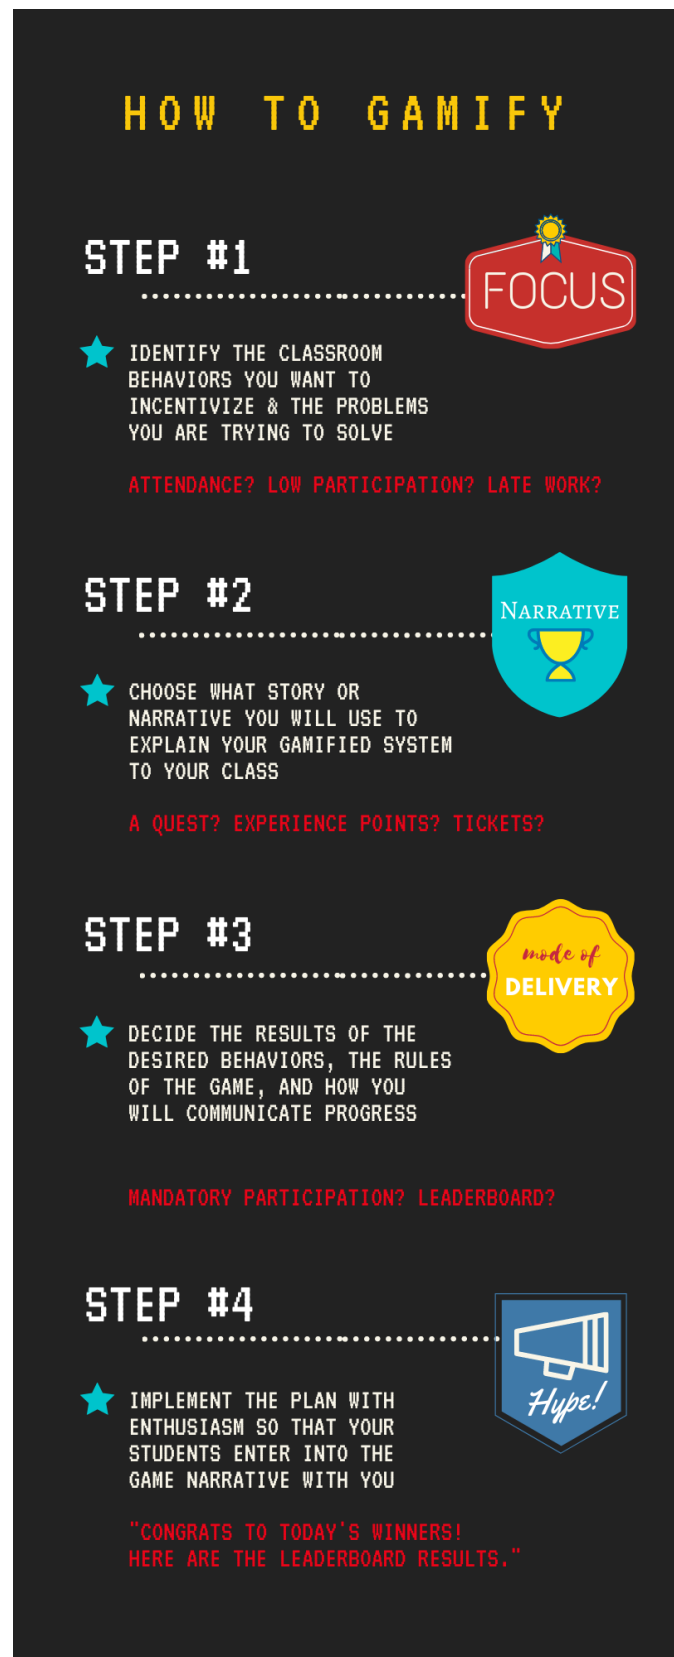 HOW TO GAMIFY
STEP #1
FOCUS
IDENTIFY THE CLASSROOM
BEHAVIORS YOU WANT TO
INCENTIVIZE & THE PROBLEMS
YOU ARE TRYING TO SOLVE
ATTENDANCE? LOW PARTICIPATION? LATE WORK?
STEP #2
NARRATIVE
CHOOSE WHAT STORY OR
NARRATIVE YOU WILL USE TO
EXPLAIN YOUR GAMIFIED SYSTEM
TO YOUR CLASS
A QUEST? EXPERIENCE POINTS? TICKETS?
STEP #3
mode of
DELIVERY
DECIDE THE RESULTS OF THE
DESIRED BEHAVIORS, THE RULES
OF THE GAME, AND HOW YOU
WILL COMMUNICATE PROGRESS
MANDATORY PARTICIPATION? LEADERBOARD?
STEP #4
Hype!
IMPLEMENT THE PLAN WITH
ENTHUSIASM SO THAT YOUR
STUDENTS ENTER INTO THE
GAME NARRATIVE WITH YOU
"CONGRATS TO TODAY'S WINNERS!
HERE ARE THE LEADERBOARD RESULTS."